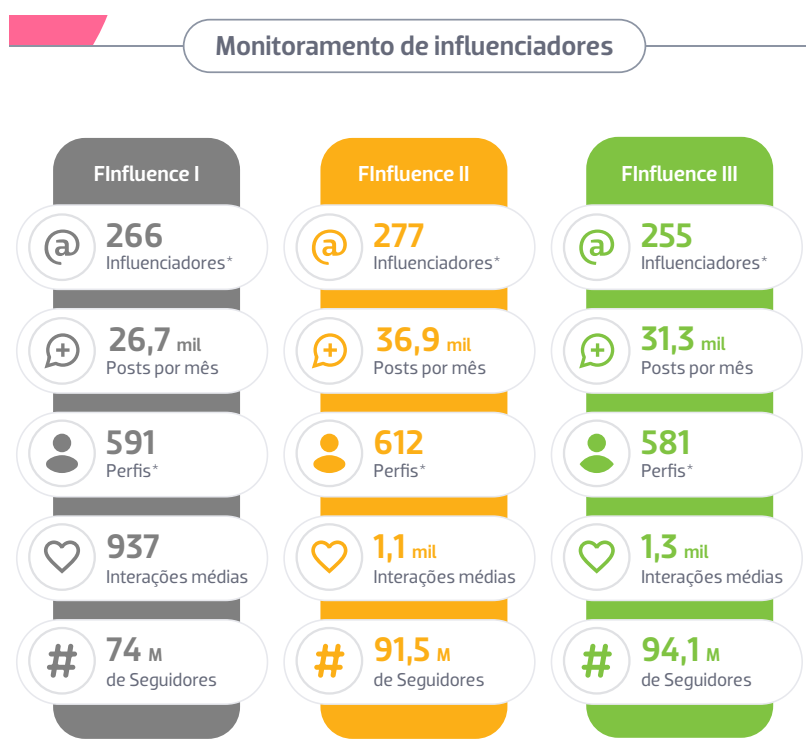 Monitoramento de influenciadores
FInfluence I
266
Influenciadores*
26,7 mil
Posts por mês
591
Perfis*
937
Interações médias
74 M
de Seguidores
FInfluence II
277
Influenciadores*
36,9 mil
Posts por mês
612
Perfis*
1,1 mil
Interações médias
91,5 M
de Seguidores
FInfluence III
255
Influenciadores*
31,3 mil
Posts por mês
581
Perfis*
1,3 mil
Interações médias
94,1 M
de Seguidores